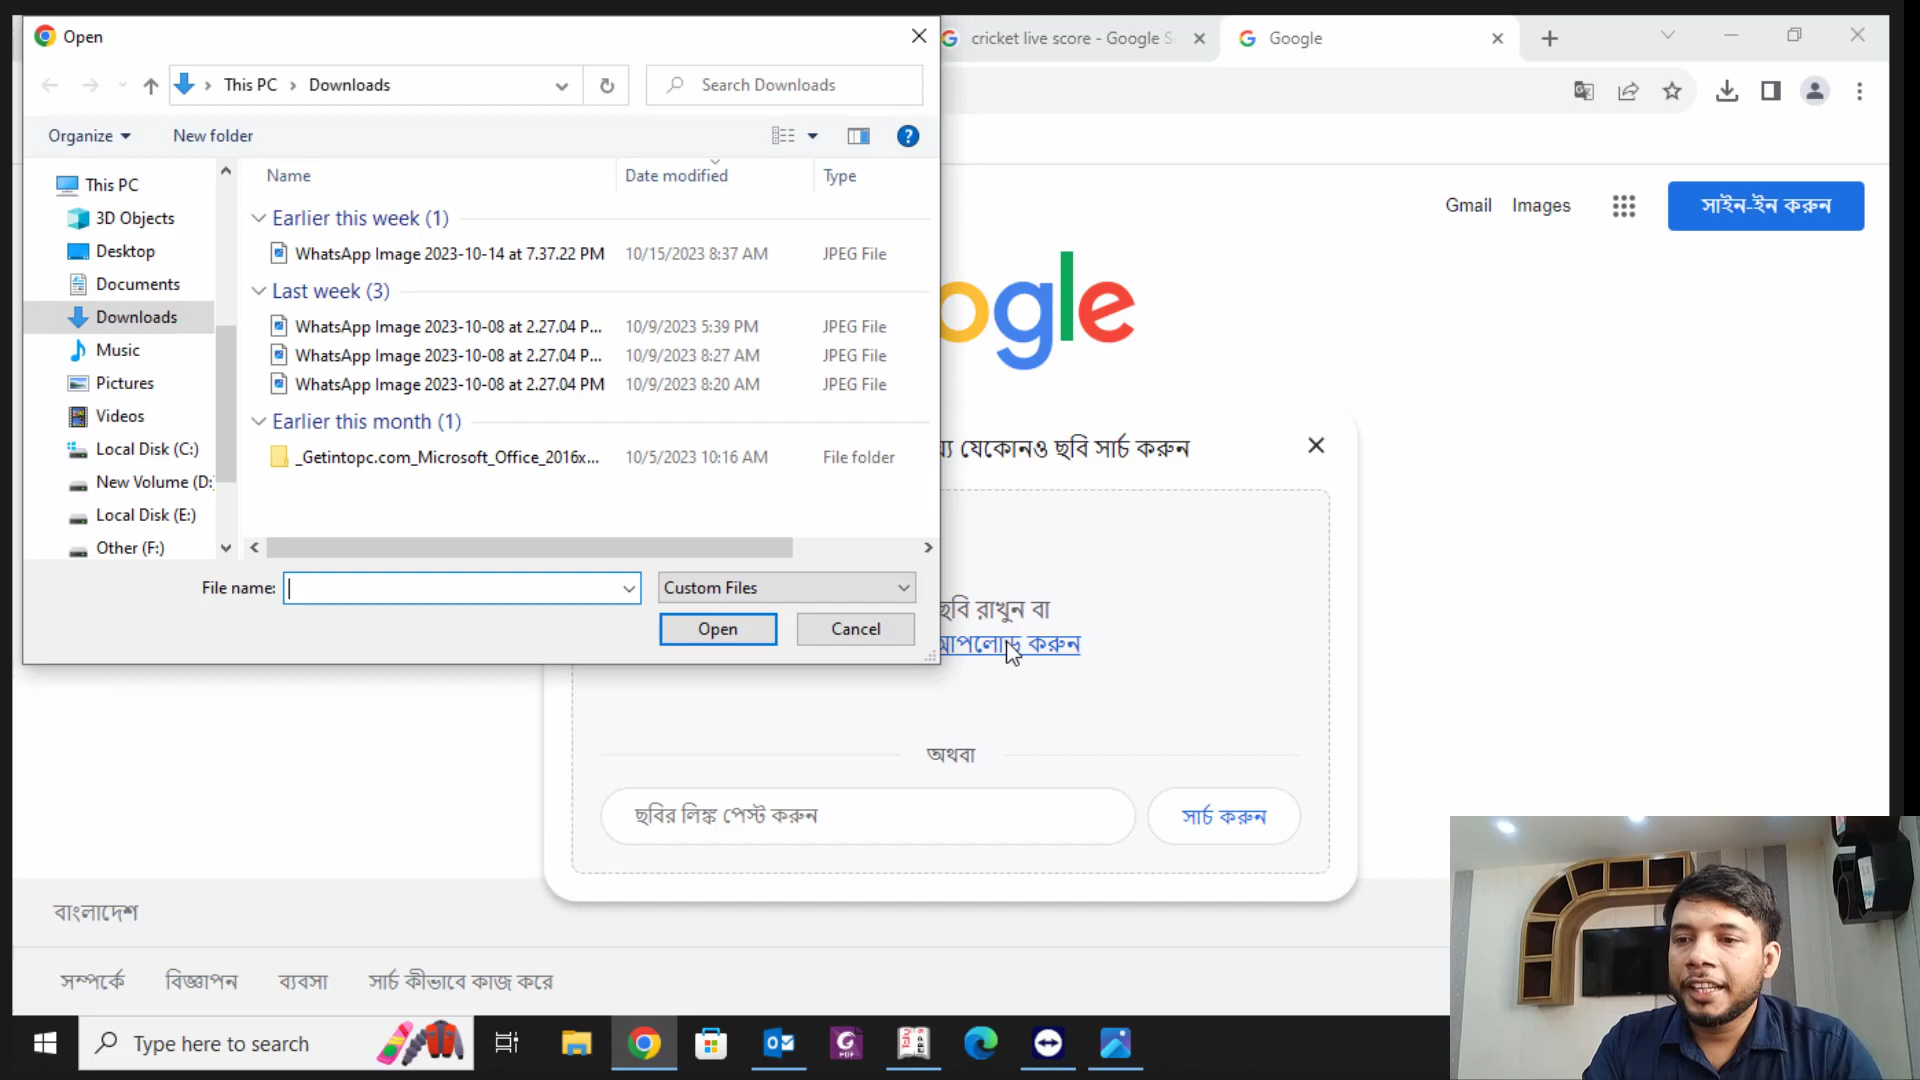 Open
cricket live score - Google S
Google
This PC > Downloads
Search Downloads
Organize
New folder
This PC
3D Objects
Desktop
Documents
Downloads
Music
Pictures
Videos
Local Disk (C:)
New Volume (D:
Local Disk (E:)
Other (F:)
Name Date modified Type
Earlier this week (1)
WhatsApp Image 2023-10-14 at 7.37.22 PM 10/15/2023 8:37 AM JPEG File
Last week (3)
WhatsApp Image 2023-10-08 at 2.27.04 P... 10/9/2023 5:39 PM JPEG File
WhatsApp Image 2023-10-08 at 2.27.04 P... 10/9/2023 8:27 AM JPEG File
WhatsApp Image 2023-10-08 at 2.27.04 PM 10/9/2023 8:20 AM JPEG File
Earlier this month (1)
_Getintopc.com_Microsoft_Office_2016x... 10/5/2023 10:16 AM File folder
File name:
Custom Files
Open
Cancel
Gmail
Images
সাইন-ইন করুন
ogle
যেকোনও ছবি সার্চ করুন
ছবি রাখুন বা
আপলোড করুন
অথবা
ছবির লিঙ্ক পেস্ট করুন
সার্চ করুন
বাংলাদেশ
সম্পর্কে
বিজ্ঞাপন
ব্যবসা
সার্চ কীভাবে কাজ করে
Type here to search